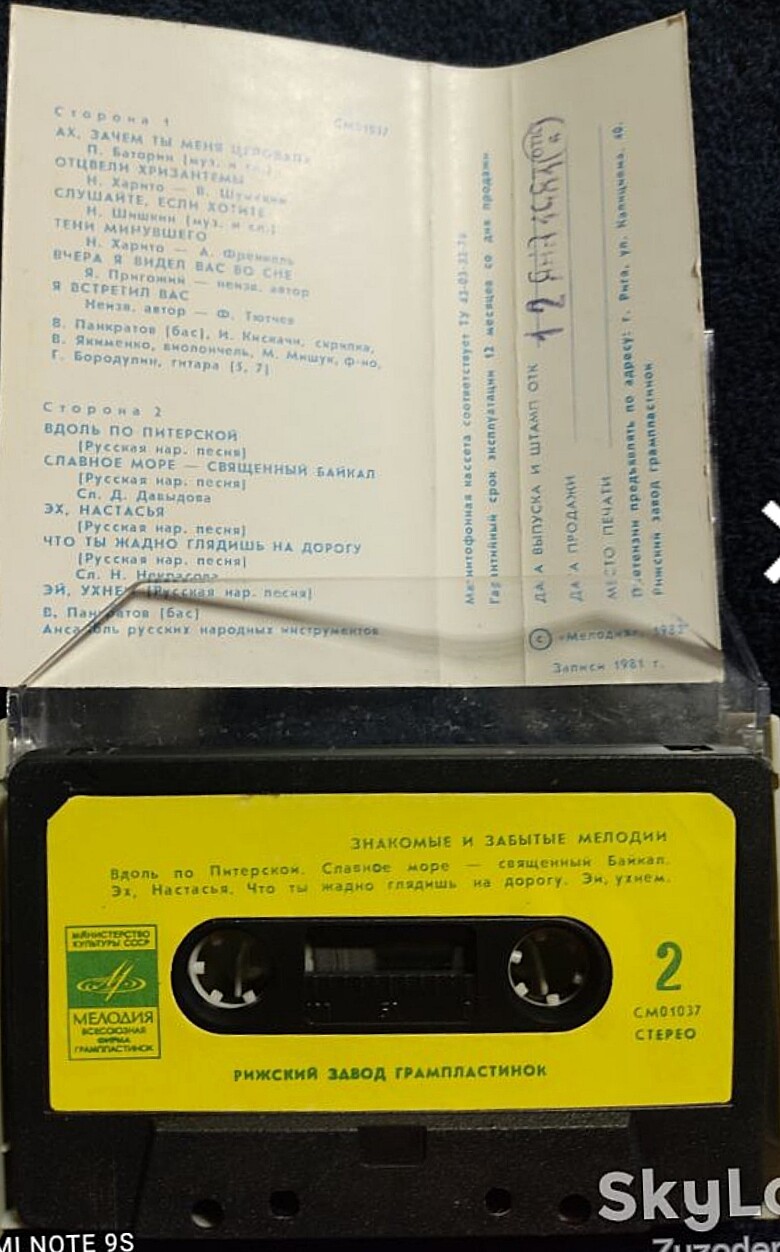 Сторона 1
СМ01037
АХ, ЗАЧЕМ ТЫ МЕНЯ ЦЕЛОВАЛА
П. Баторин (муз. и сл.)
ОТЦВЕЛИ ХРИЗАНТЕМЫ
Н. Харито — В. Шумский
СЛУШАЙТЕ, ЕСЛИ ХОТИТЕ
Н. Шишкин (муз. и сл.)
ТЕНИ МИНУВШЕГО
Н. Харито — А. Френкель
ВЧЕРА Я ВИДЕЛ ВАС ВО СНЕ
Я. Пригожий — неизв. автор
Я ВСТРЕТИЛ ВАС
Неизв. автор — Ф. Тютчев
В. Панкратов (бас), И. Кискачи, скрипка,
В. Якименко, виолончель, М. Мищук, ф-но,
Г. Бородулин, гитара (5, 7)
Сторона 2
ВДОЛЬ ПО ПИТЕРСКОЙ
(Русская нар. песня)
СЛАВНОЕ МОРЕ — СВЯЩЕННЫЙ БАЙКАЛ
(Русская нар. песня)
Сл. Д. Давыдова
ЭХ, НАСТАСЬЯ
(Русская нар. песня)
ЧТО ТЫ ЖАДНО ГЛЯДИШЬ НА ДОРОГУ
(Русская нар. песня)
Сл. Н. Некрасова
ЭЙ, УХНЕМ (Русская нар. песня)
В. Панкратов (бас)
Ансамбль русских народных инструментов
Магнитофонная кассета соответствует ТУ
Гарантийный срок эксплуатации 12 месяцев со дня продажи
ДАТА ВЫПУСКА И ШТАМП ОТК
ДАТА ПРОДАЖИ
МЕСТО ПЕЧАТИ
Претензии предъявлять по адресу: г. Рига, ул. Калнциема, 40.
Рижский завод грампластинок
© «Мелодия»,
Записи 1981 г.
ЗНАКОМЫЕ И ЗАБЫТЫЕ МЕЛОДИИ
Вдоль по Питерской. Славное море — священный Байкал.
Эх, Настасья. Что ты жадно глядишь на дорогу. Эй, ухнем.
МИНИСТЕРСТВО
КУЛЬТУРЫ СССР
МЕЛОДИЯ
ВСЕСОЮЗНАЯ
ФИРМА
ГРАМПЛАСТИНОК
2
СМ01037
СТЕРЕО
РИЖСКИЙ ЗАВОД ГРАМПЛАСТИНОК
SkyLo
Zuzoder
MI NOTE 9S